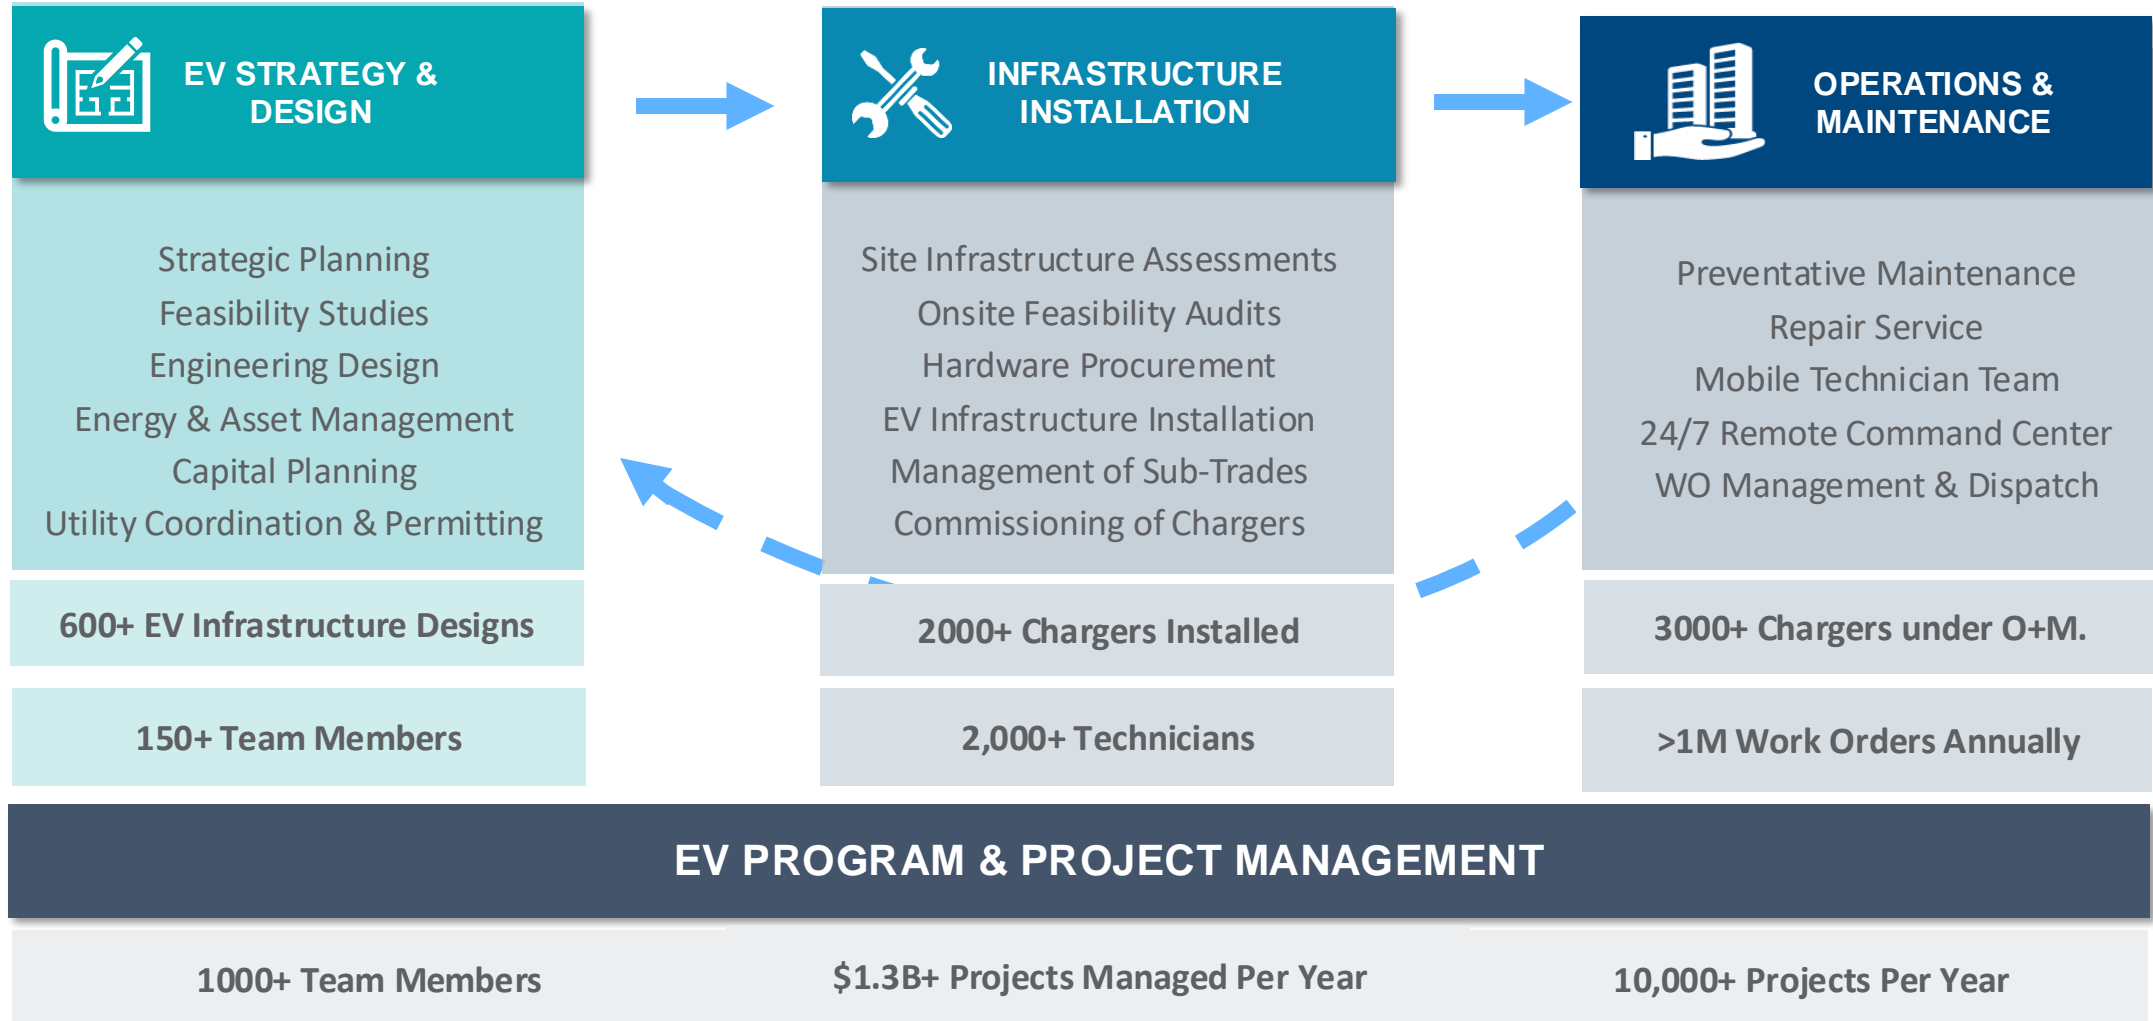 EV STRATEGY &
DESIGN
Strategic Planning
Feasibility Studies
Engineering Design
Energy & Asset Management
Capital Planning
Utility Coordination & Permitting
600+ EV Infrastructure Designs
150+ Team Members
INFRASTRUCTURE
INSTALLATION
Site Infrastructure Assessments
Onsite Feasibility Audits
Hardware Procurement
EV Infrastructure Installation
Management of Sub-Trades
Commissioning of Chargers
2000+ Chargers Installed
2,000+ Technicians
OPERATIONS &
MAINTENANCE
Preventative Maintenance
Repair Service
Mobile Technician Team
24/7 Remote Command Center
WO Management & Dispatch
3000+ Chargers under O+M.
>1M Work Orders Annually
EV PROGRAM & PROJECT MANAGEMENT
1000+ Team Members
$1.3B+ Projects Managed Per Year
10,000+ Projects Per Year